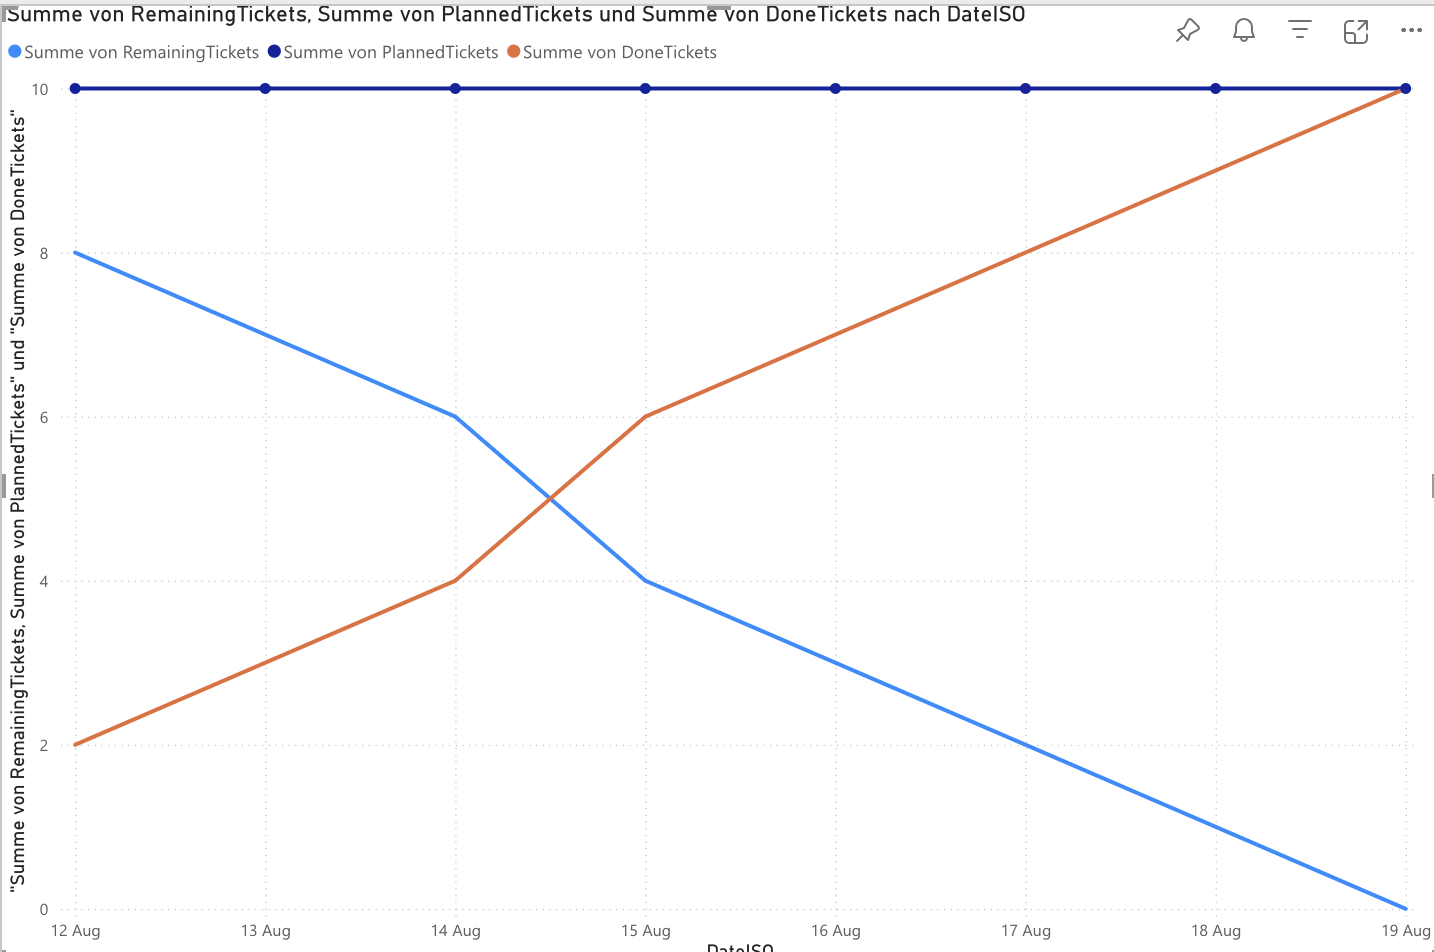 Summe von RemainingTickets, Summe von PlannedTickets und Summe von DoneTickets nach DateISO
Summe von RemainingTickets Summe von PlannedTickets Summe von DoneTickets
"Summe von RemainingTickets, Summe von PlannedTickets" und "Summe von DoneTickets"
10
8
6
4
2
0
12 Aug 13 Aug 14 Aug 15 Aug 16 Aug 17 Aug 18 Aug 19 Aug
DateISO